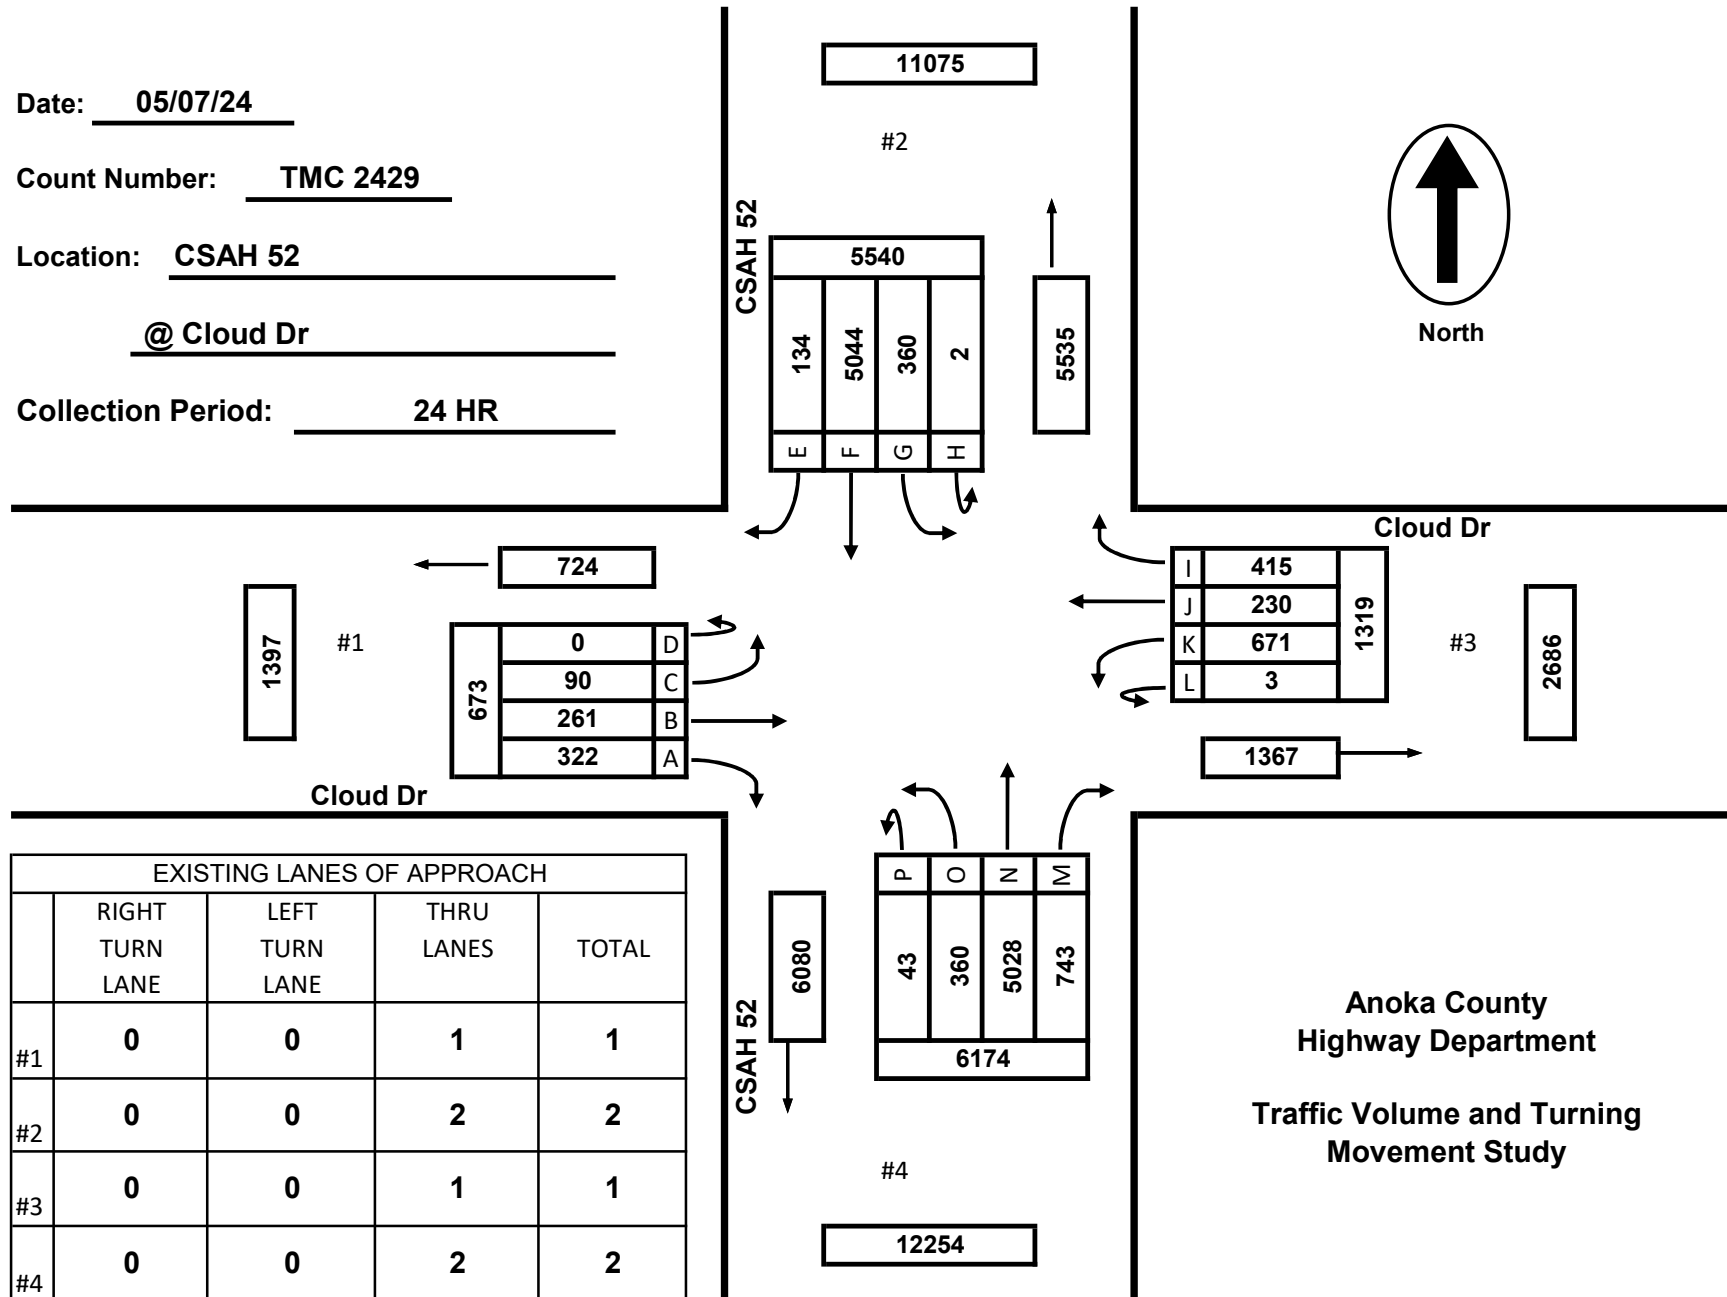 Date: 05/07/24
Count Number: TMC 2429
Location: CSAH 52
@ Cloud Dr
Collection Period: 24 HR
11075
#2
CSAH 52
5540
134 5044 360 2
E F G H
5535
North
Cloud Dr
724
1397
#1
673
0 D
90 C
261 B
322 A
Cloud Dr
I 415
J 230
K 671
L 3
1319
#3
2686
1367
P O N M
43 360 5028 743
6174
6080
CSAH 52
#4
12254
EXISTING LANES OF APPROACH
RIGHT LEFT THRU
TURN TURN LANES TOTAL
LANE LANE
#1 0 0 1 1
#2 0 0 2 2
#3 0 0 1 1
#4 0 0 2 2
Anoka County
Highway Department
Traffic Volume and Turning
Movement Study